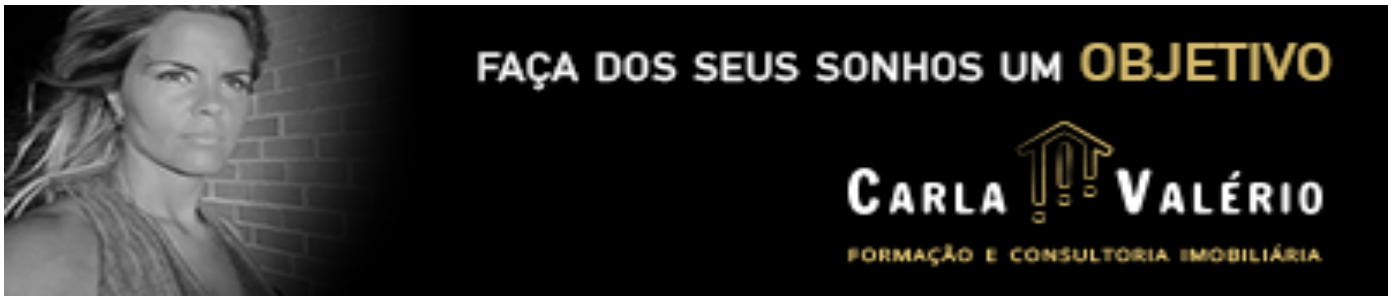 FAÇA DOS SEUS SONHOS UM OBJETIVO
CARLA VALÉRIO
FORMAÇÃO E CONSULTORIA IMOBILIÁRIA